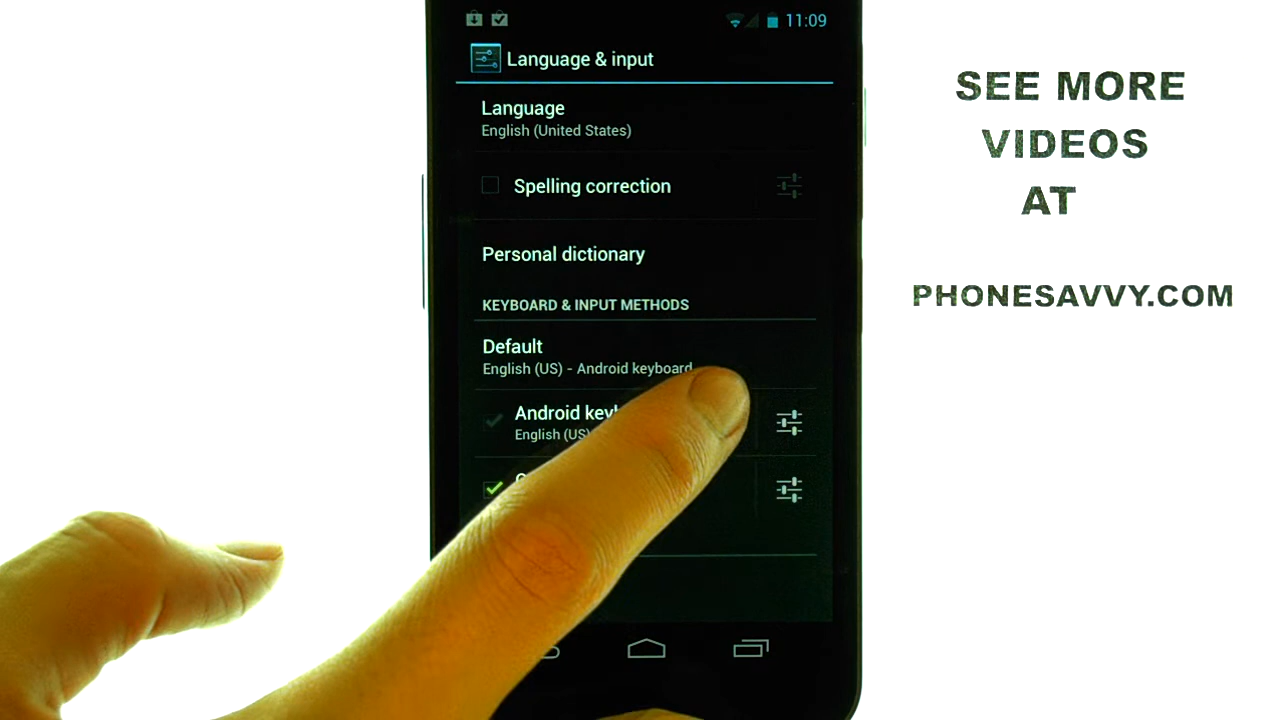 11:09
Language & input
Language
English (United States)
Spelling correction
Personal dictionary
KEYBOARD & INPUT METHODS
Default
English (US) - Android keyboard
Android
English (US)
SEE MORE
VIDEOS
AT
PHONESAVVY.COM